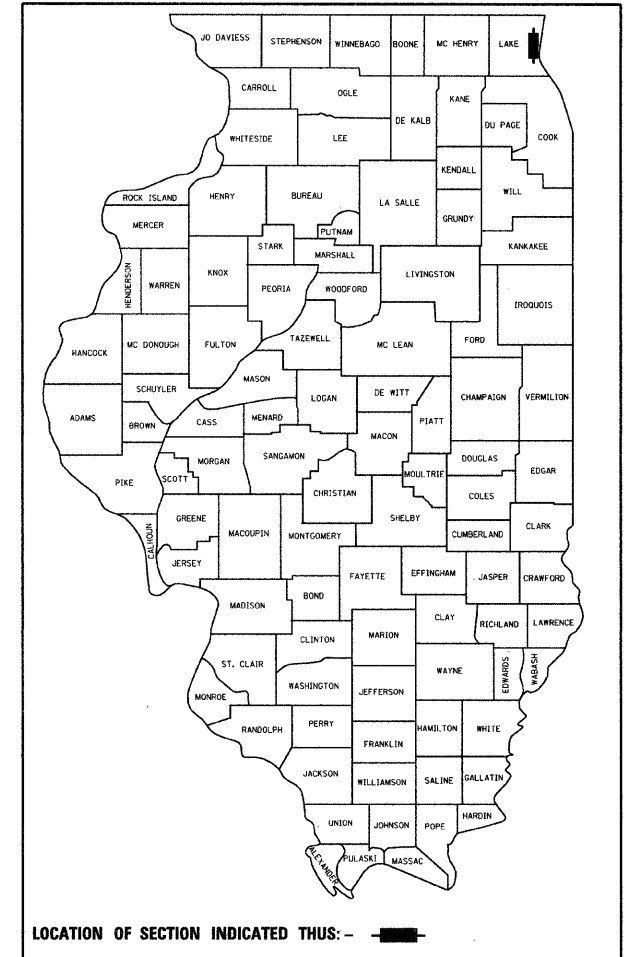 JO DAVIESS STEPHENSON WINNEBAGO BOONE MC HENRY LAKE
CARROLL OGLE DE KALB KANE DU PAGE COOK
WHITESIDE LEE
KENDALL WILL
ROCK ISLAND HENRY BUREAU LA SALLE GRUNDY
MERCER PUTNAM
STARK MARSHALL KANKAKEE
HENDERSON WARREN KNOX PEORIA WOODFORD LIVINGSTON IROQUOIS
HANCOCK MC DONOUGH FULTON TAZEWELL MC LEAN FORD
SCHUYLER MASON LOGAN DE WITT CHAMPAIGN VERMILION
ADAMS BROWN CASS MENARD MACON PIATT
PIKE SCOTT MORGAN SANGAMON MOULTRIE DOUGLAS EDGAR
CHRISTIAN COLES
CALHOUN GREENE MACOUPIN MONTGOMERY SHELBY CUMBERLAND CLARK
JERSEY FAYETTE EFFINGHAM JASPER CRAWFORD
MADISON BOND
CLINTON MARION CLAY RICHLAND LAWRENCE
ST. CLAIR WAYNE EDWARDS WABASH
MONROE WASHINGTON JEFFERSON
RANDOLPH PERRY HAMILTON WHITE
FRANKLIN
JACKSON WILLIAMSON SALINE GALLATIN
UNION JOHNSON POPE HARDIN
ALEXANDER PULASKI MASSAC
LOCATION OF SECTION INDICATED THUS:-